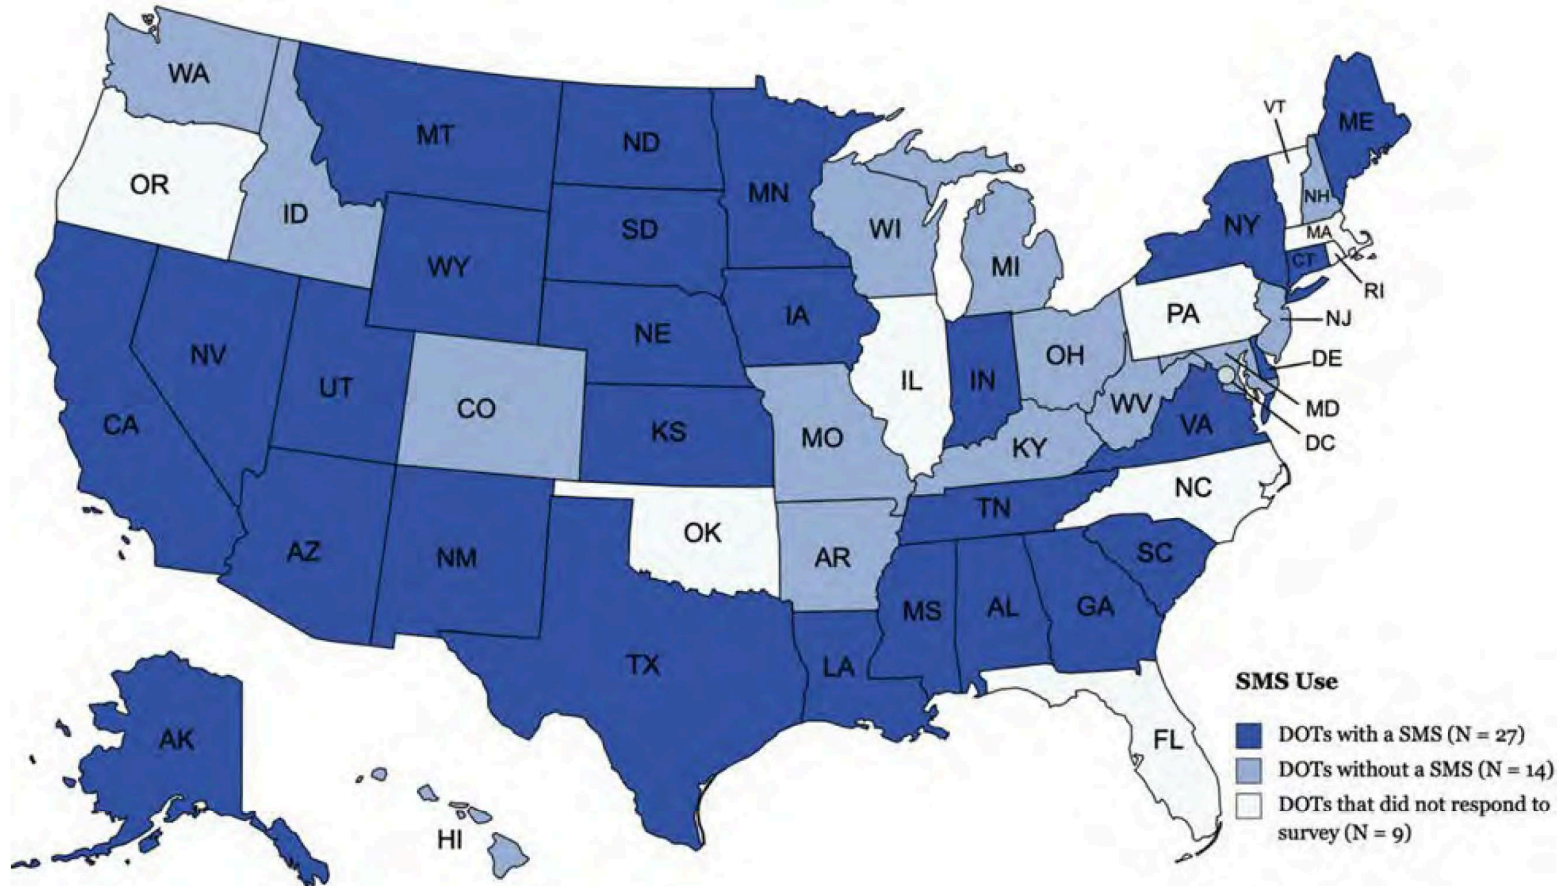 WA
MT
ND
MN
ME
VT
OR
ID
SD
WI
NH
NY
MA
WY
MI
CT
RI
IA
PA
NJ
NV
NE
OH
DE
UT
IL
IN
WV
MD
CA
CO
KS
MO
KY
VA
DC
TN
NC
AZ
NM
OK
AR
SC
MS
AL
GA
TX
LA
AK
HI
FL
SMS Use
DOTs with a SMS (N = 27)
DOTs without a SMS (N = 14)
DOTs that did not respond to
survey (N = 9)